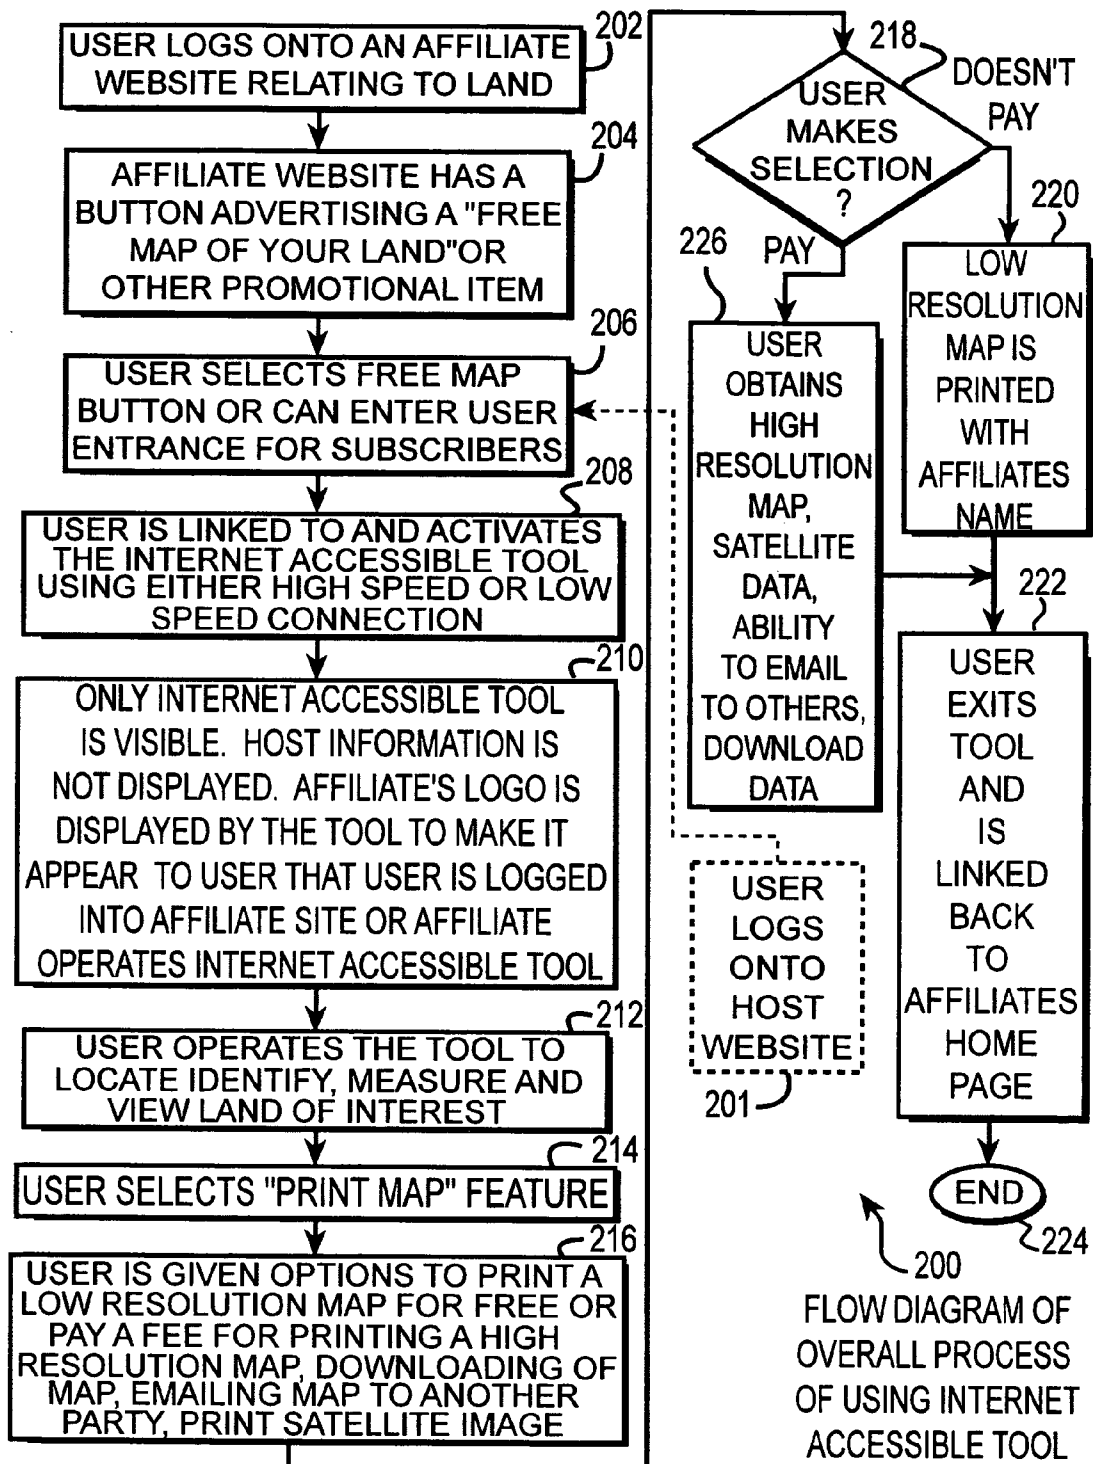 202
USER LOGS ONTO AN AFFILIATE
WEBSITE RELATING TO LAND
204
AFFILIATE WEBSITE HAS A
BUTTON ADVERTISING A "FREE
MAP OF YOUR LAND"OR
OTHER PROMOTIONAL ITEM
206
USER SELECTS FREE MAP
BUTTON OR CAN ENTER USER
ENTRANCE FOR SUBSCRIBERS
208
USER IS LINKED TO AND ACTIVATES
THE INTERNET ACCESSIBLE TOOL
USING EITHER HIGH SPEED OR LOW
SPEED CONNECTION
210
ONLY INTERNET ACCESSIBLE TOOL
IS VISIBLE. HOST INFORMATION IS
NOT DISPLAYED. AFFILIATE'S LOGO IS
DISPLAYED BY THE TOOL TO MAKE IT
APPEAR TO USER THAT USER IS LOGGED
INTO AFFILIATE SITE OR AFFILIATE
OPERATES INTERNET ACCESSIBLE TOOL
212
USER OPERATES THE TOOL TO
LOCATE IDENTIFY, MEASURE AND
VIEW LAND OF INTEREST
214
USER SELECTS "PRINT MAP" FEATURE
216
USER IS GIVEN OPTIONS TO PRINT A
LOW RESOLUTION MAP FOR FREE OR
PAY A FEE FOR PRINTING A HIGH
RESOLUTION MAP, DOWNLOADING OF
MAP, EMAILING MAP TO ANOTHER
PARTY, PRINT SATELLITE IMAGE
218
USER
MAKES
SELECTION
?
DOESN'T
PAY
PAY
220
LOW
RESOLUTION
MAP IS
PRINTED
WITH
AFFILIATES
NAME
226
USER
OBTAINS
HIGH
RESOLUTION
MAP,
SATELLITE
DATA,
ABILITY
TO EMAIL
TO OTHERS,
DOWNLOAD
DATA
222
USER
EXITS
TOOL
AND
IS
LINKED
BACK
TO
AFFILIATES
HOME
PAGE
USER
LOGS
ONTO
HOST
WEBSITE
201
END
224
200
FLOW DIAGRAM OF
OVERALL PROCESS
OF USING INTERNET
ACCESSIBLE TOOL